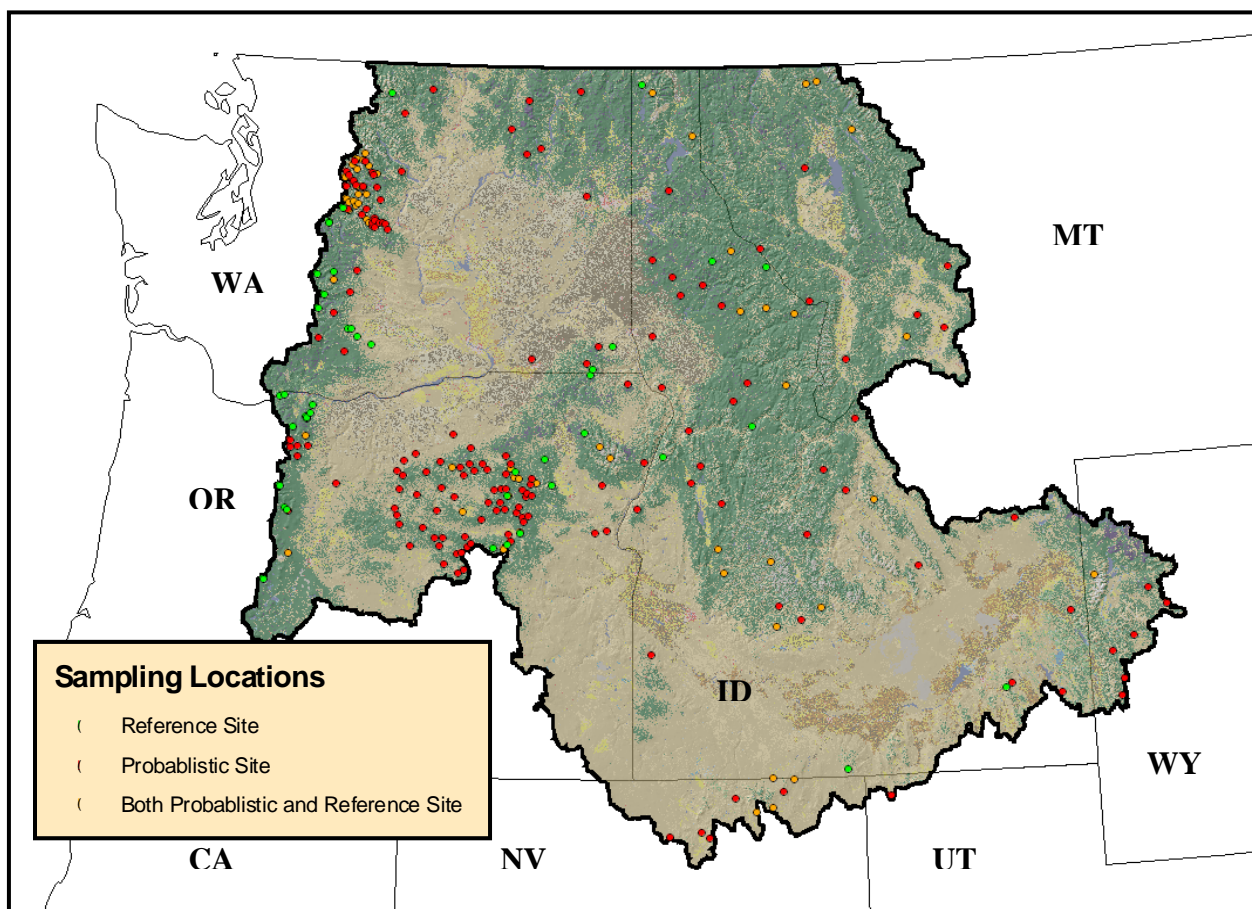 MT
WA
OR
Sampling Locations
Reference Site
Probablistic Site
Both Probablistic and Reference Site
ID
WY
CA
NV
UT